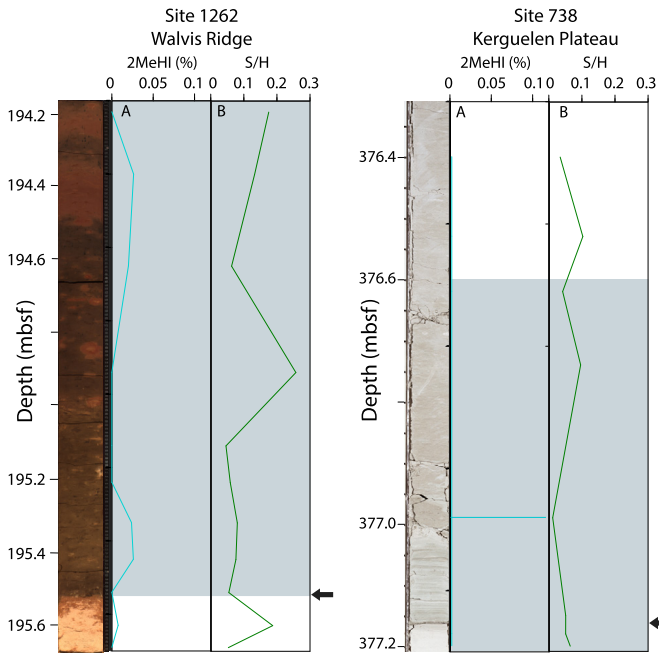 Site 1262
Walvis Ridge
2MeHI (%) S/H
0 0.05 0.1 0 0.1 0.2 0.3
A B
194.2
194.4
194.6
195.2
195.4
195.6
Depth (mbsf)
Site 738
Kerguelen Plateau
2MeHI (%) S/H
0 0.05 0.10 0.1 0.2 0.3
A B
376.4
376.6
377.0
377.2
Depth (mbsf)